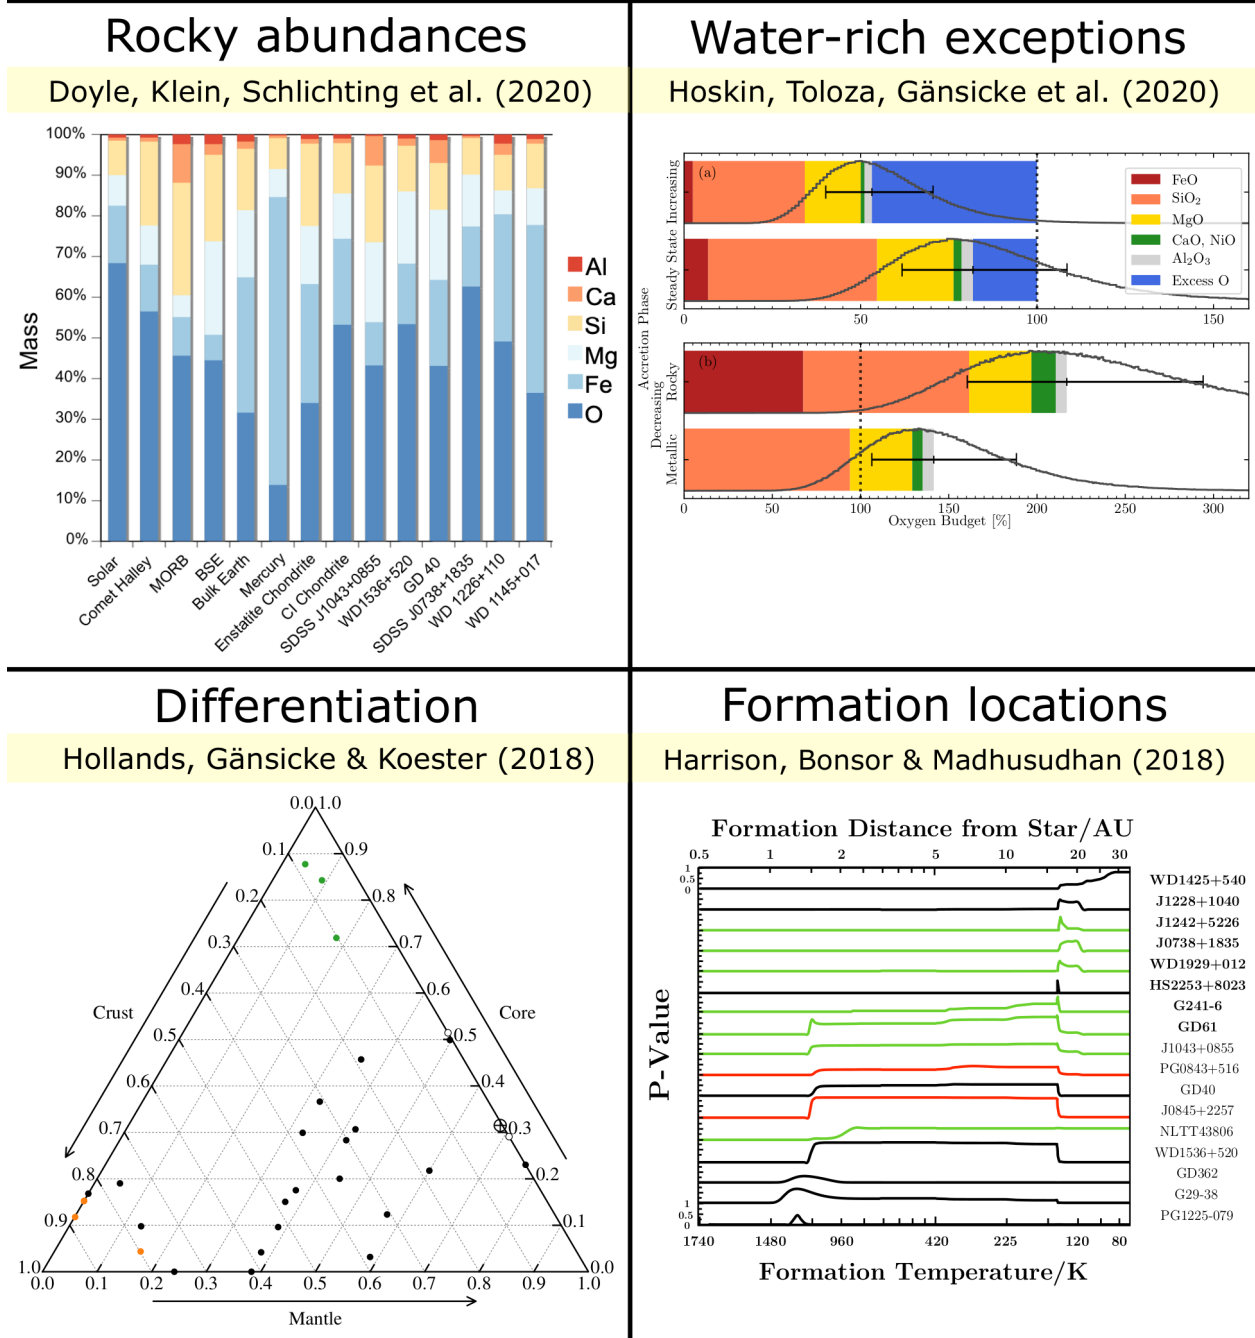 Rocky abundances
Doyle, Klein, Schlichting et al. (2020)
100%
90%
80%
70%
60%
50%
40%
30%
20%
10%
0%
Mass
Al
Ca
Si
Mg
Fe
O
Solar
Comet Halley
MORB
BSE
Bulk Earth
Mercury
Enstatite Chondrite
CI Chondrite
SDSS J1043+0855
WD1536+520
GD 40
SDSS J0738+1835
WD 1226+110
WD 1145+017
Water-rich exceptions
Hoskin, Toloza, Gänsicke et al. (2020)
Accretion Phase
Increasing
Steady State
(a)
FeO
SiO₂
MgO
CaO, NiO
Al₂O₃
Excess O
0 50 100 150
Decreasing
Rocky
Metallic
(b)
0 50 100 150 200 250 300
Oxygen Budget [%]
Differentiation
Hollands, Gänsicke & Koester (2018)
0.0 1.0
0.1 0.9
0.2 0.8
0.3 0.7
0.4 0.6
Crust Core
0.5 0.5
0.6 0.4
0.7 0.3
0.8 0.2
0.9 0.1
1.0 0.0
0.0 0.1 0.2 0.3 0.4 0.5 0.6 0.7 0.8 0.9 1.0
Mantle
Formation locations
Harrison, Bonsor & Madhusudhan (2018)
Formation Distance from Star/AU
0.5 1 2 5 10 20 30
P-Value
1
0.5
0
WD1425+540
J1228+1040
J1242+5226
J0738+1835
WD1929+012
HS2253+8023
G241-6
GD61
J1043+0855
PG0843+516
GD40
J0845+2257
NLTT43806
WD1536+520
GD362
G29-38
PG1225-079
1
0.5
0
1740 1480 960 420 225 120 80
Formation Temperature/K